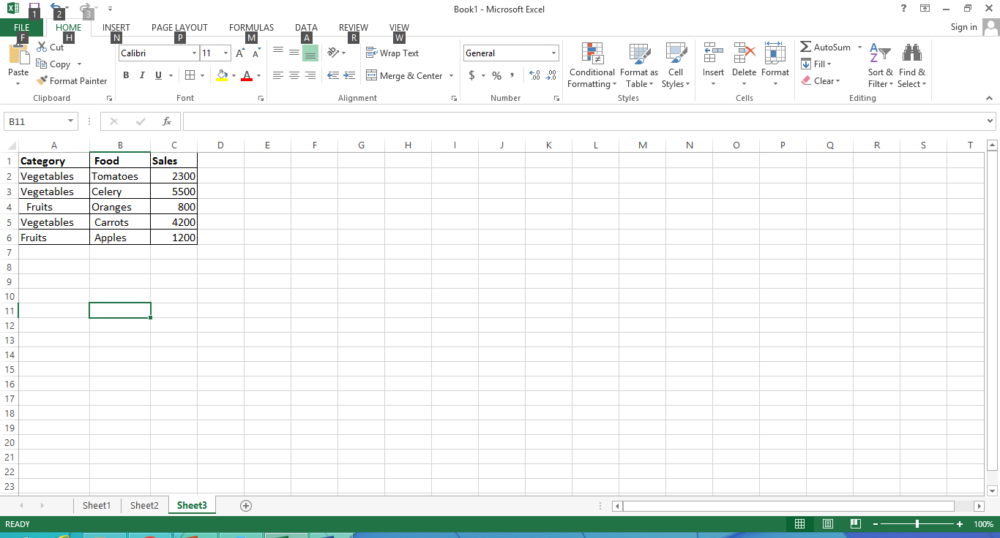 1 2 3
Book1 - Microsoft Excel
?
FILE HOME INSERT PAGE LAYOUT FORMULAS DATA REVIEW VIEW
Sign in
F H N P M A R W
Cut
Copy
Format Painter
Paste
Calibri 11
A A
B I U A
Wrap Text
Merge & Center
General
$ % ,
Conditional Formatting
Format as Table
Cell Styles
Insert Delete Format
AutoSum
Fill
Clear
Sort & Filter
Find & Select
Clipboard Font Alignment Number Styles Cells Editing
B11 fx
A B C D E F G H I J K L M N O P Q R S T
1 Category Food Sales
2 Vegetables Tomatoes 2300
3 Vegetables Celery 5500
4 Fruits Oranges 800
5 Vegetables Carrots 4200
6 Fruits Apples 1200
7
8
9
10
11
12
13
14
15
16
17
18
19
20
21
22
23
Sheet1 Sheet2 Sheet3
READY
100%